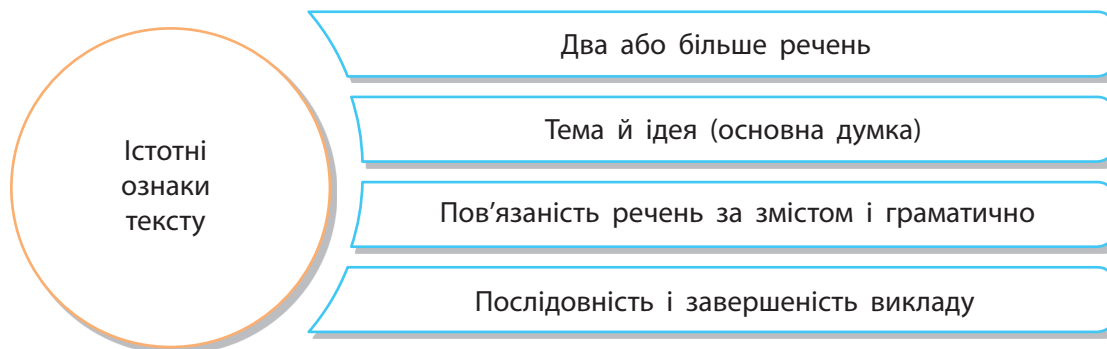 Істотні
ознаки
тексту
Два або більше речень
Тема й ідея (основна думка)
Пов’язаність речень за змістом і граматично
Послідовність і завершеність викладу